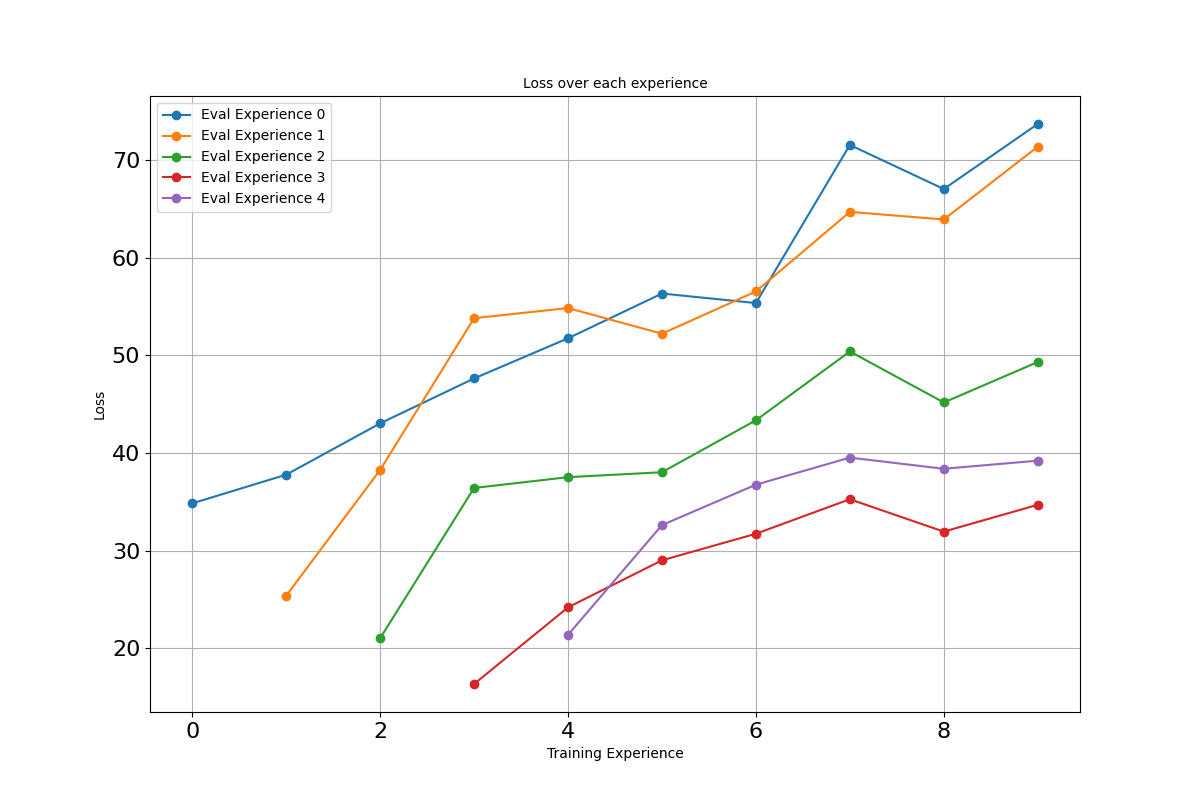 Loss over each experience
Eval Experience 0
Eval Experience 1
Eval Experience 2
Eval Experience 3
Eval Experience 4
70
60
50
40
30
20
Loss
0 2 4 6 8
Training Experience